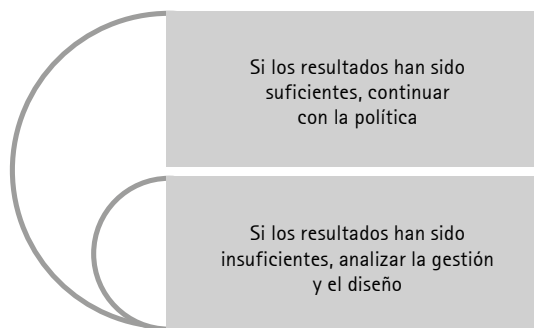 Si los resultados han sido
suficientes, continuar
con la política
Si los resultados han sido
insuficientes, analizar la gestión
y el diseño